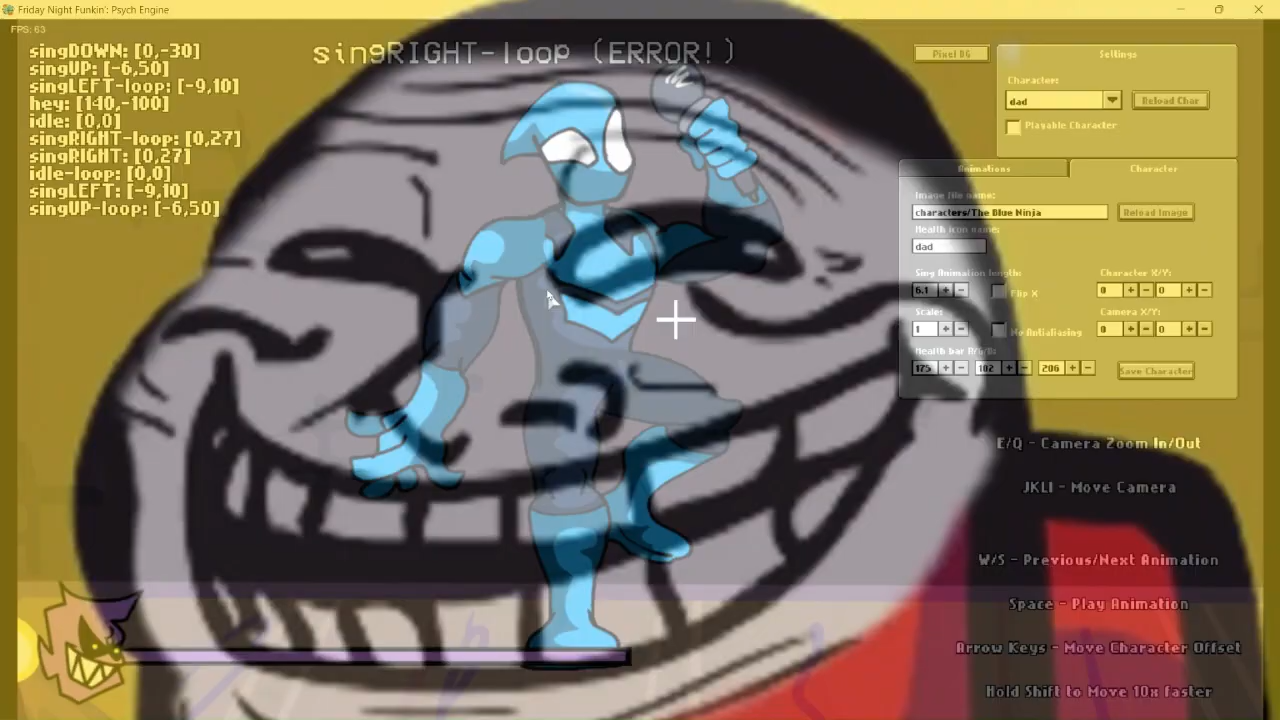 Friday Night Funkin': Psych Engine
FPS: 63
singDOWN: [0,-30]
singUP: [-6,50]
singLEFT-loop: [-9,10]
hey: [140,-100]
idle: [0,0]
singRIGHT-loop: [0,27]
singRIGHT: [0,27]
idle-loop: [0,0]
singLEFT: [-9,10]
singUP-loop: [-6,50]
singRIGHT-loop (ERROR!)
Pixel BG
Settings
Character:
dad
Reload Char
Playable Character
Animations
Character
Image file name:
characters/The Blue Ninja
Reload Image
Health icon name:
dad
Sing Animation length:
Character X/Y:
6.1 + -
Flip X
0 + - 0 + -
Scale:
Camera X/Y:
1 + -
No Antialiasing
0 + - 0 + -
Health bar R/G/B:
175 + - 102 + - 206 + -
Save Character
E/Q - Camera Zoom In/Out
JKLI - Move Camera
W/S - Previous/Next Animation
Space - Play Animation
Arrow Keys - Move Character Offset
Hold Shift to Move 10x faster